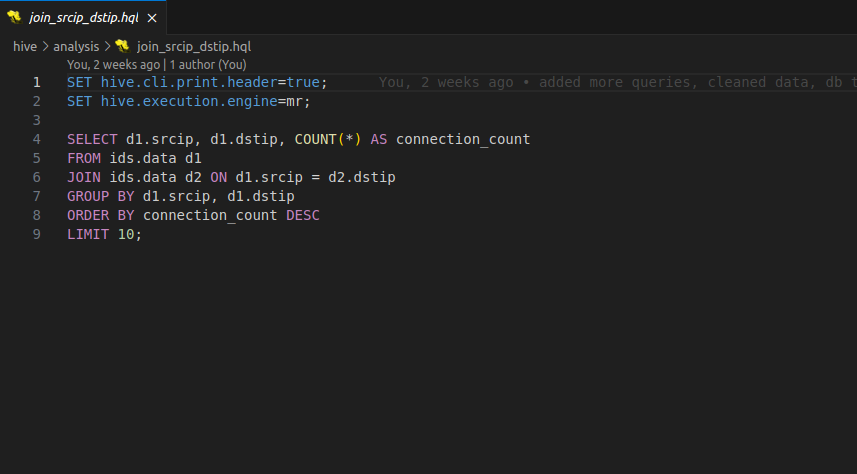 join_srcip_dstip.hql ×
hive > analysis > join_srcip_dstip.hql
You, 2 weeks ago | 1 author (You)
1 SET hive.cli.print.header=true; You, 2 weeks ago • added more queries, cleaned data, db t
2 SET hive.execution.engine=mr;
3
4 SELECT d1.srcip, d1.dstip, COUNT(*) AS connection_count
5 FROM ids.data d1
6 JOIN ids.data d2 ON d1.srcip = d2.dstip
7 GROUP BY d1.srcip, d1.dstip
8 ORDER BY connection_count DESC
9 LIMIT 10;